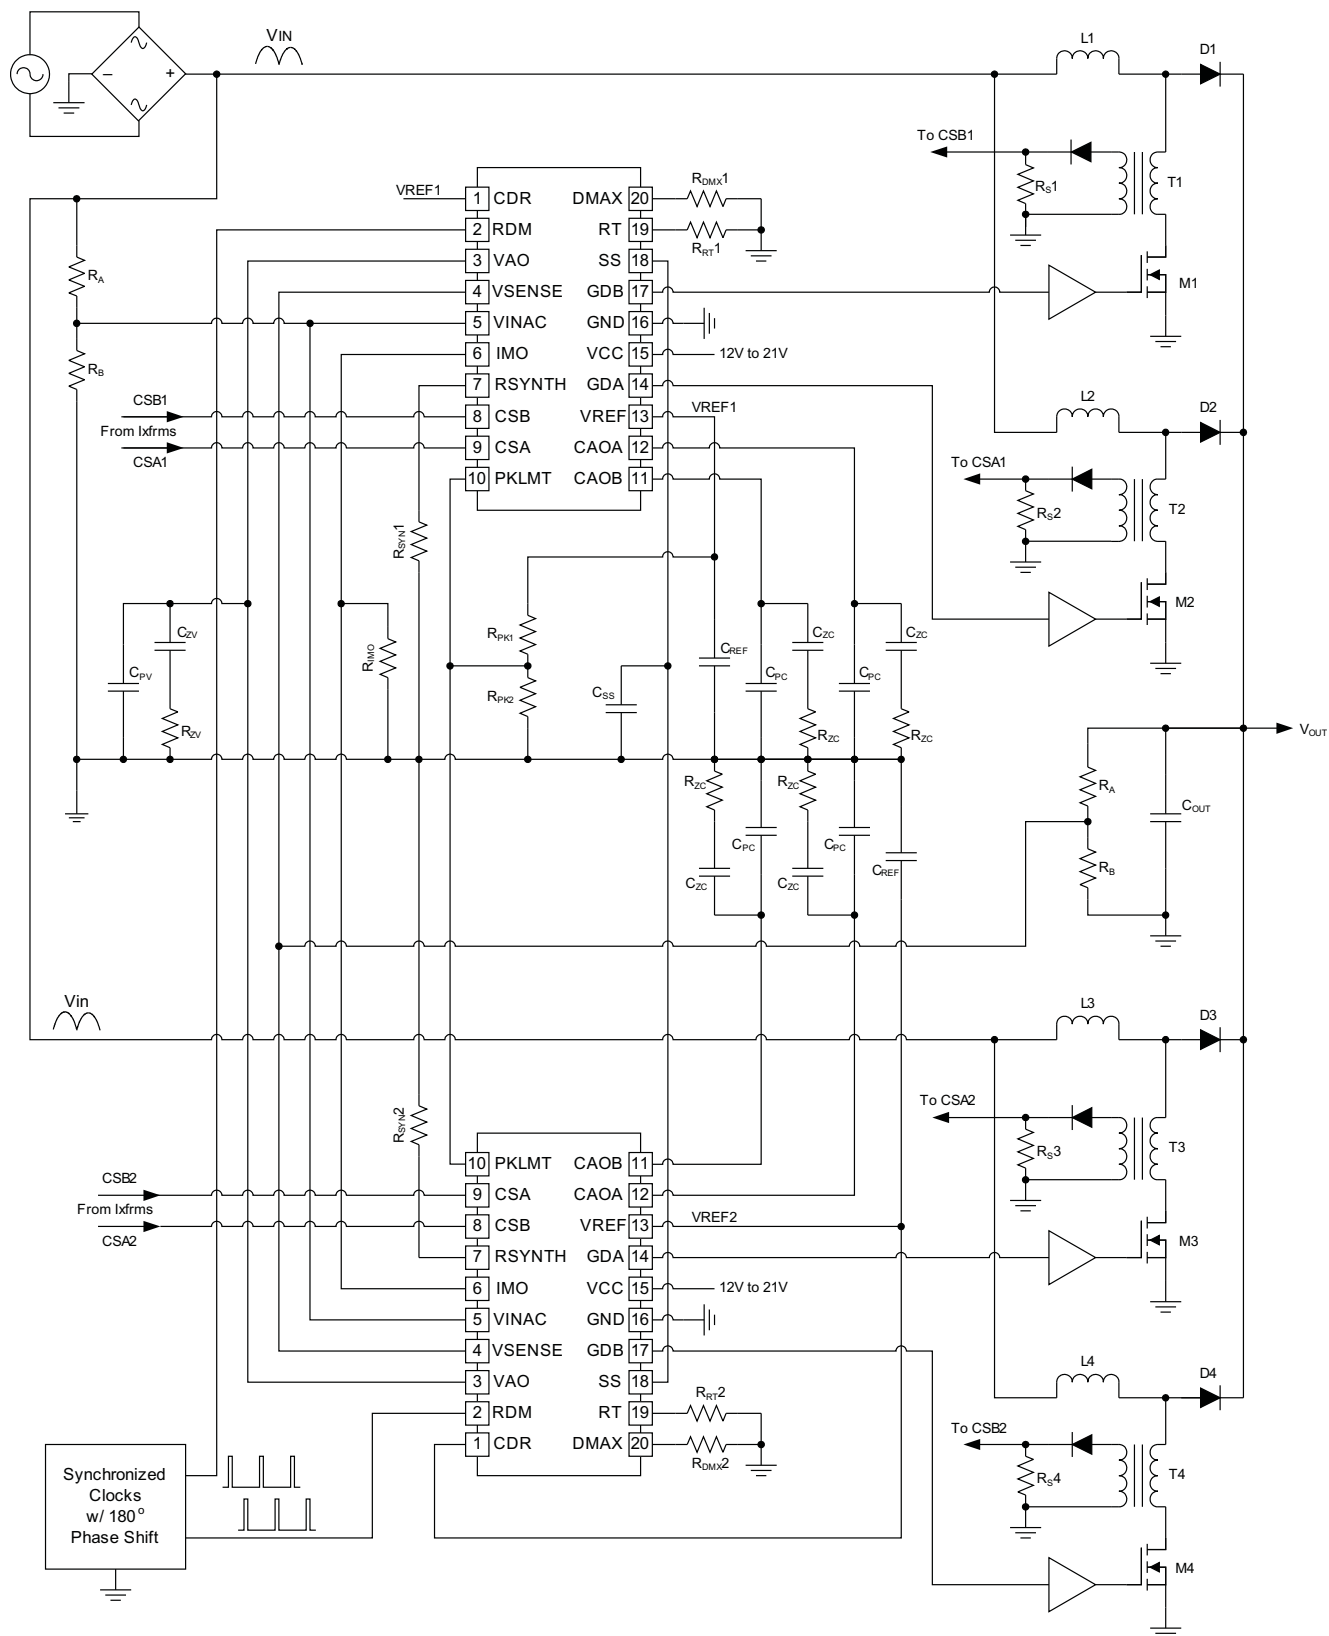 VIN
L1
D1
To CSB1
RS1
T1
M1
VREF1
1 CDR
2 RDM
3 VAO
4 VSENSE
5 VINAC
6 IMO
7 RSYNTH
8 CSB
9 CSA
10 PKLMT
DMAX 20
RT 19
SS 18
GDB 17
GND 16
VCC 15
GDA 14
VREF 13
CAOA 12
CAOB 11
RDMX1
RRT1
12V to 21V
VREF1
RA
RB
CSB1
From Ixfrms
CSA1
L2
D2
To CSA1
RS2
T2
M2
RSYN1
CPV
CZV
RZV
RIMO
RPK1
RPK2
CSS
CREF
CPC
CZC
RZC
CPC
CZC
RZC
VOUT
RA
RB
COUT
RZC
CZC
CPC
RZC
CZC
CPC
CREF
Vin
L3
D3
To CSA2
RS3
T3
M3
RSYN2
CSB2
From Ixfrms
CSA2
10 PKLMT
9 CSA
8 CSB
7 RSYNTH
6 IMO
5 VINAC
4 VSENSE
3 VAO
2 RDM
1 CDR
CAOB 11
CAOA 12
VREF 13
GDA 14
VCC 15
GND 16
GDB 17
SS 18
RT 19
DMAX 20
VREF2
12V to 21V
RRT2
RDMX2
L4
D4
To CSB2
RS4
T4
M4
Synchronized
Clocks
w/ 180°
Phase Shift